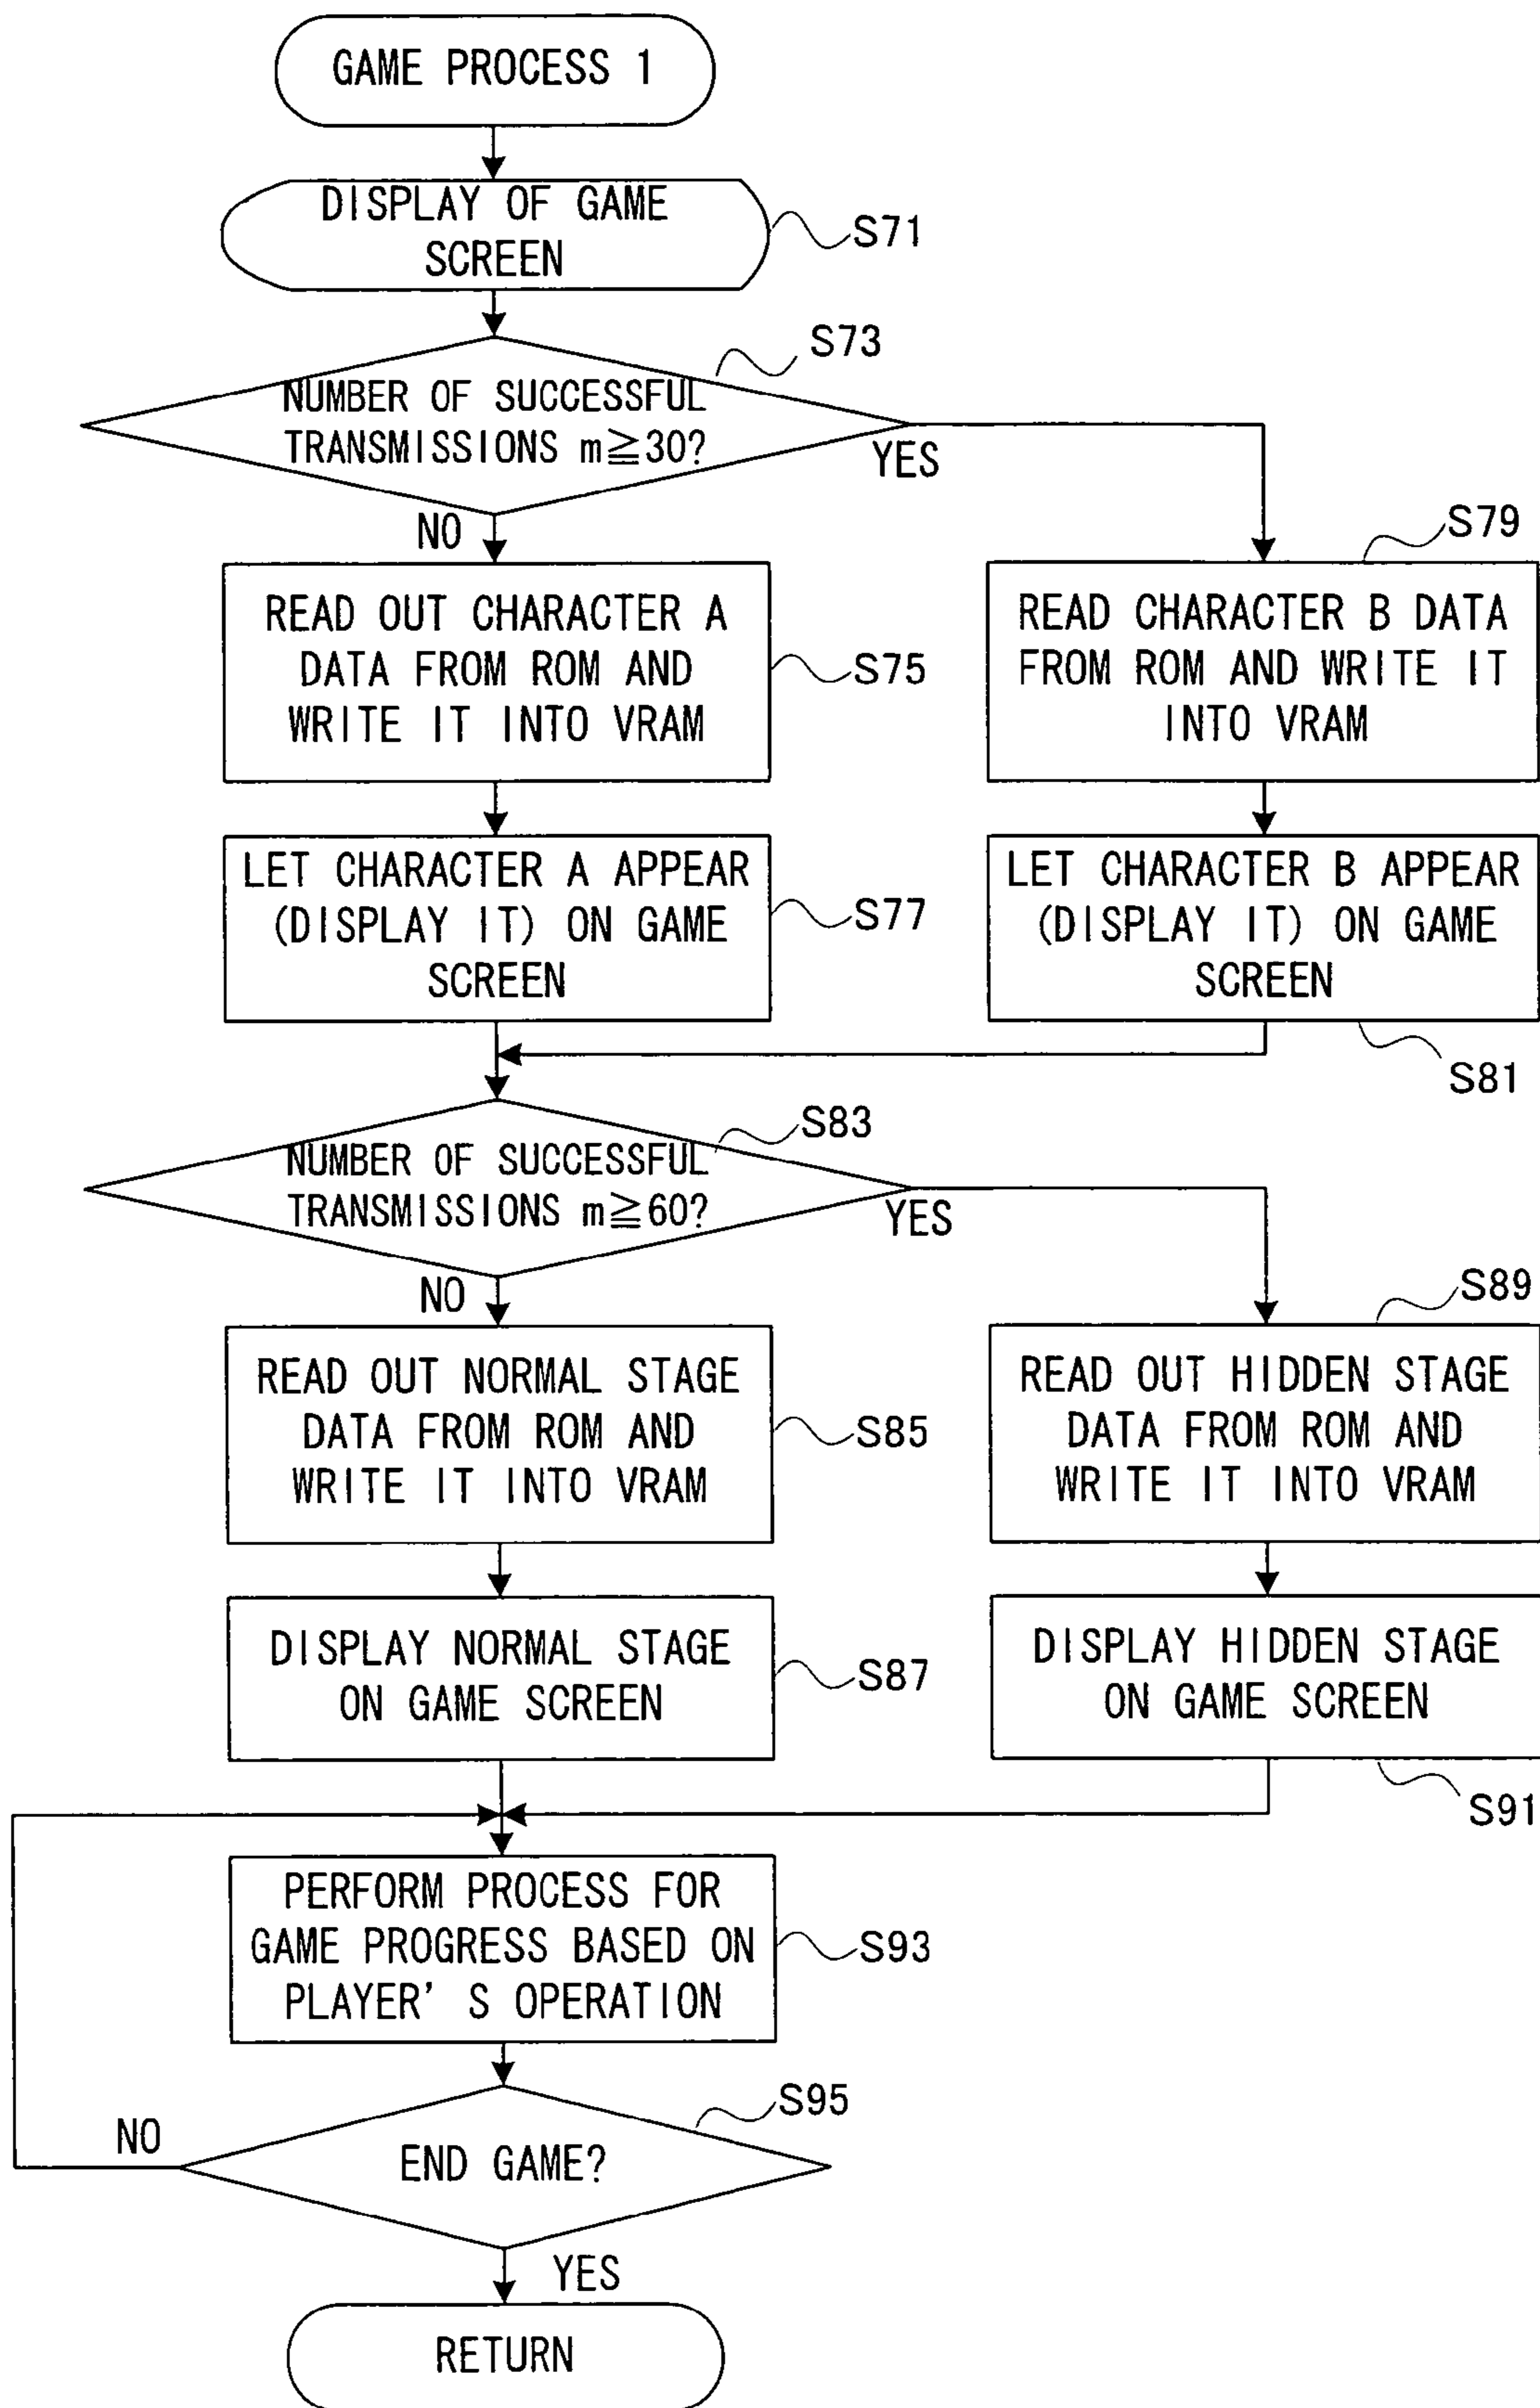 GAME PROCESS 1
DISPLAY OF GAME
SCREEN
S71
S73
NUMBER OF SUCCESSFUL
TRANSMISSIONS m≧30?
YES
NO
S79
READ OUT CHARACTER A
DATA FROM ROM AND
WRITE IT INTO VRAM
S75
READ CHARACTER B DATA
FROM ROM AND WRITE IT
INTO VRAM
LET CHARACTER A APPEAR
(DISPLAY IT) ON GAME
SCREEN
S77
LET CHARACTER B APPEAR
(DISPLAY IT) ON GAME
SCREEN
S81
S83
NUMBER OF SUCCESSFUL
TRANSMISSIONS m≧60?
YES
NO
S89
READ OUT NORMAL STAGE
DATA FROM ROM AND
WRITE IT INTO VRAM
S85
READ OUT HIDDEN STAGE
DATA FROM ROM AND
WRITE IT INTO VRAM
DISPLAY NORMAL STAGE
ON GAME SCREEN
S87
DISPLAY HIDDEN STAGE
ON GAME SCREEN
S91
PERFORM PROCESS FOR
GAME PROGRESS BASED ON
PLAYER' S OPERATION
S93
S95
NO
END GAME?
YES
RETURN